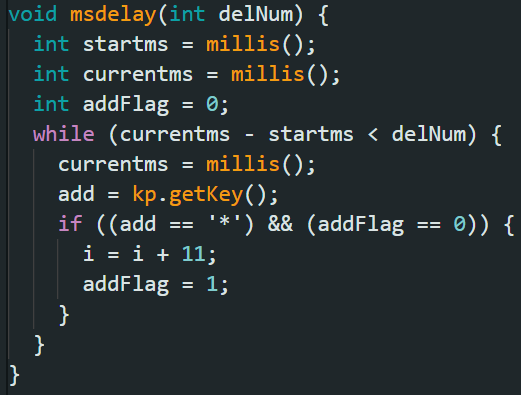 void msdelay(int delNum) {
  int startms = millis();
  int currentms = millis();
  int addFlag = 0;
  while (currentms - startms < delNum) {
    currentms = millis();
    add = kp.getKey();
    if ((add == '*') && (addFlag == 0)) {
      i = i + 11;
      addFlag = 1;
    }
  }
}